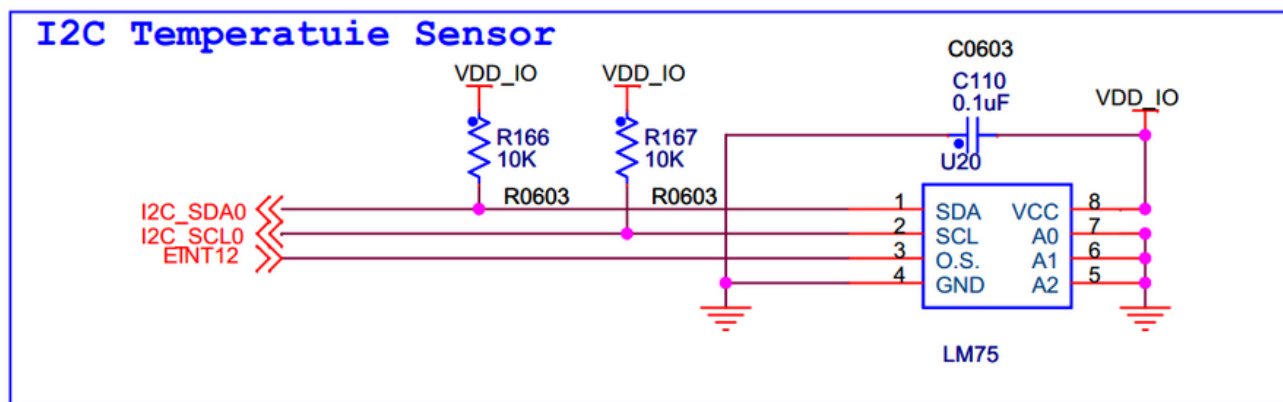 I2C Temperatuie Sensor
C0603
VDD_IO
VDD_IO
C110
0.1uF
VDD_IO
R166
10K
R167
10K
U20
R0603
R0603
I2C_SDA0
1
SDA
VCC
8
I2C_SCL0
2
SCL
A0
7
EINT12
3
O.S.
A1
6
4
GND
A2
5
LM75